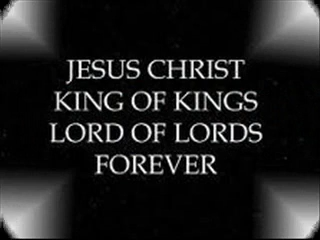 JESUS CHRIST
KING OF KINGS
LORD OF LORDS
FOREVER